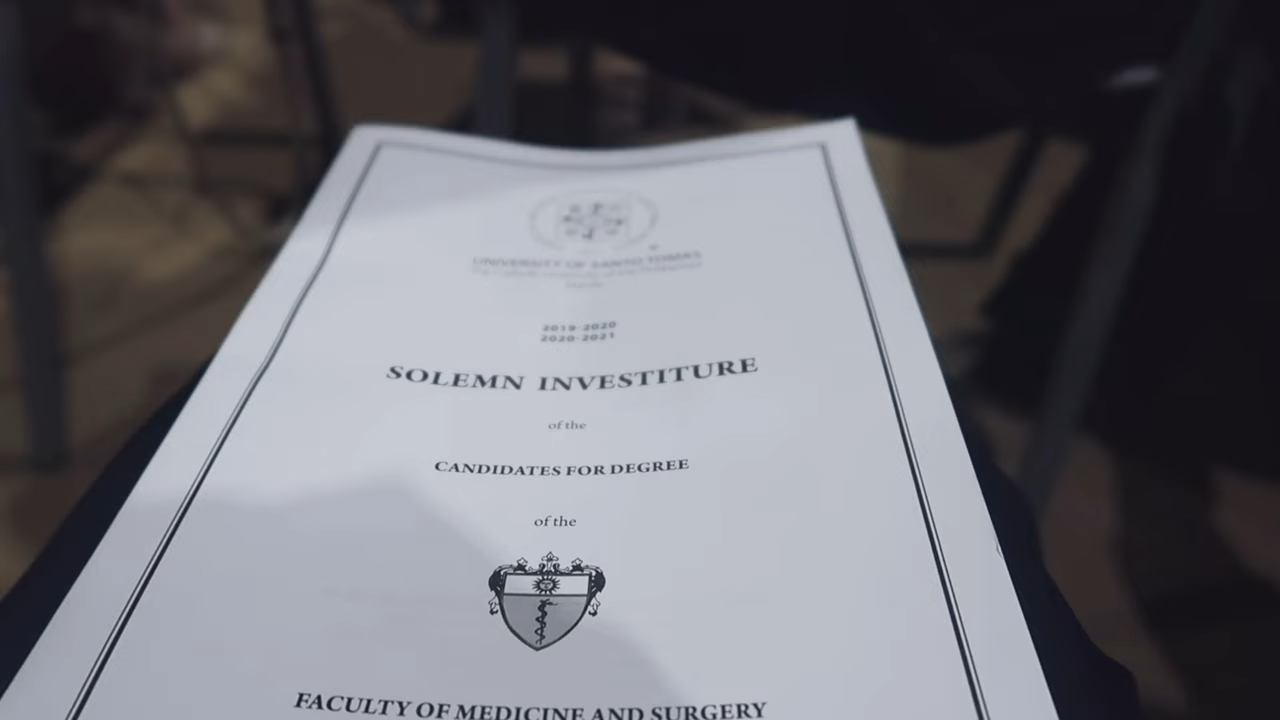 UNIVERSITY OF SANTO TOMAS
2019-2020
2020-2021
SOLEMN INVESTITURE
of the
CANDIDATES FOR DEGREE
of the
FACULTY OF MEDICINE AND SURGERY